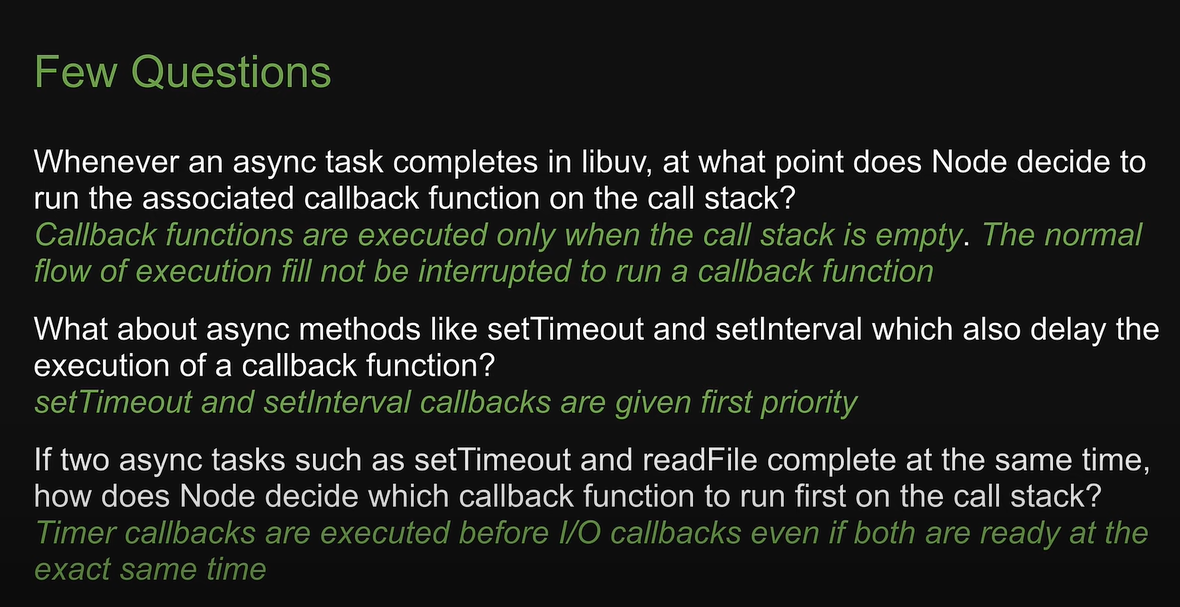 Few Questions
Whenever an async task completes in libuv, at what point does Node decide to
run the associated callback function on the call stack?
Callback functions are executed only when the call stack is empty. The normal
flow of execution fill not be interrupted to run a callback function
What about async methods like setTimeout and setInterval which also delay the
execution of a callback function?
setTimeout and setInterval callbacks are given first priority
If two async tasks such as setTimeout and readFile complete at the same time,
how does Node decide which callback function to run first on the call stack?
Timer callbacks are executed before I/O callbacks even if both are ready at the
exact same time